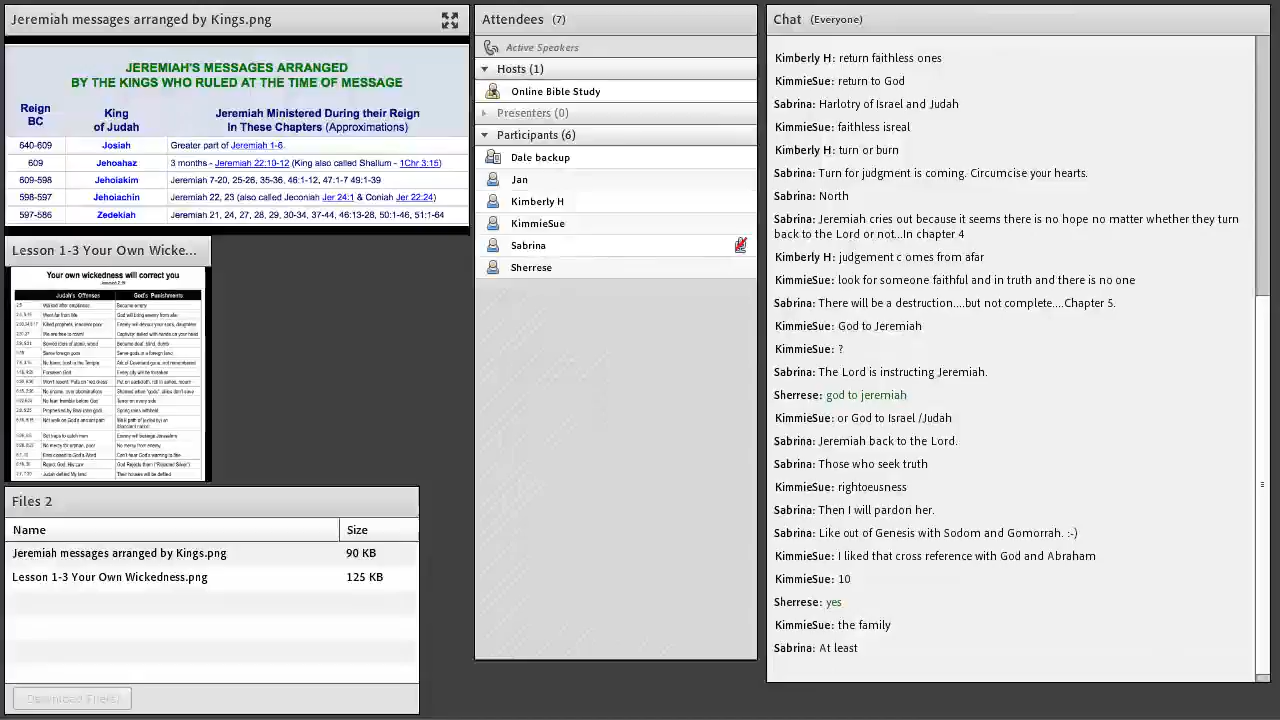 Jeremiah messages arranged by Kings.png
JEREMIAH'S MESSAGES ARRANGED
BY THE KINGS WHO RULED AT THE TIME OF MESSAGE
Reign BC
King of Judah
Jeremiah Ministered During their Reign In These Chapters (Approximations)
640-609 Josiah Greater part of Jeremiah 1-6
609 Jehoahaz 3 months - Jeremiah 22:10-12 (King also called Shallum - 1Chr 3:15)
609-598 Jehoiakim Jeremiah 7-20, 25-26, 35-36, 46:1-12, 47:1-7 49:1-39
598-597 Jehoiachin Jeremiah 22, 23 (also called Jeconiah Jer 24:1 & Coniah Jer 22:24)
597-586 Zedekiah Jeremiah 21, 24, 27, 28, 29, 30-34, 37-44, 46:13-28, 50:1-46, 51:1-64
Lesson 1-3 Your Own Wicke...
Your own wickedness will correct you
Judah's Offenses God's Punishments
Files 2
Name Size
Jeremiah messages arranged by Kings.png 90 KB
Lesson 1-3 Your Own Wickedness.png 125 KB
Download File(s)
Attendees (7)
Active Speakers
Hosts (1)
Online Bible Study
Presenters (0)
Participants (6)
Dale backup
Jan
Kimberly H
KimmieSue
Sabrina
Sherrese
Chat (Everyone)
Kimberly H: return faithless ones
KimmieSue: return to God
Sabrina: Harlotry of Israel and Judah
KimmieSue: faithless isreal
Kimberly H: turn or burn
Sabrina: Turn for judgment is coming. Circumcise your hearts.
Sabrina: North
Sabrina: Jeremiah cries out because it seems there is no hope no matter whether they turn
back to the Lord or not...In chapter 4
Kimberly H: judgement c omes from afar
KimmieSue: look for someone faithful and in truth and there is no one
Sabrina: There will be a destruction....but not complete....Chapter 5.
KimmieSue: God to Jeremiah
KimmieSue: ?
Sabrina: The Lord is instructing Jeremiah.
Sherrese: god to jeremiah
KimmieSue: or God to Israel /Judah
Sabrina: Jeremiah back to the Lord.
Sabrina: Those who seek truth
KimmieSue: rightoeusness
Sabrina: Then I will pardon her.
Sabrina: Like out of Genesis with Sodom and Gomorrah. :-)
KimmieSue: I liked that cross reference with God and Abraham
KimmieSue: 10
Sherrese: yes
KimmieSue: the family
Sabrina: At least